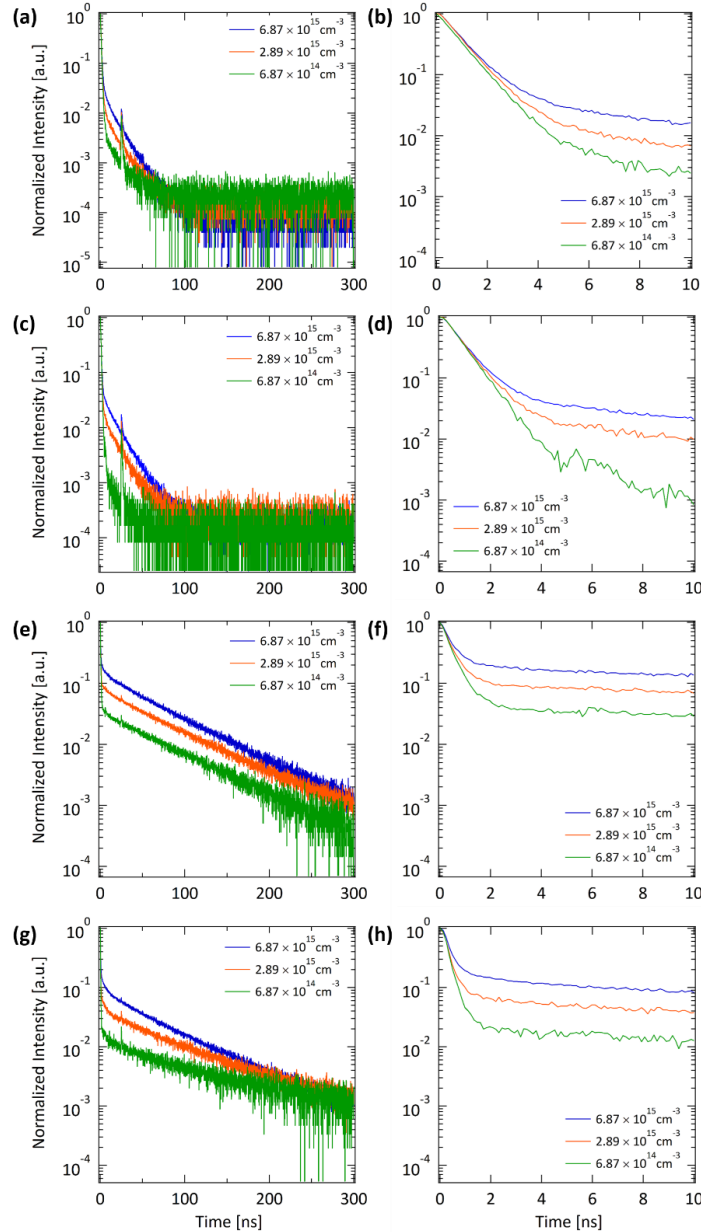 (a)
10^0
10^-1
10^-2
10^-3
10^-4
10^-5
Normalized Intensity [a.u.]
6.87 × 10^15 cm^-3
2.89 × 10^15 cm^-3
6.87 × 10^14 cm^-3
0 100 200 300
(b)
10^0
10^-1
10^-2
10^-3
10^-4
6.87 × 10^15 cm^-3
2.89 × 10^15 cm^-3
6.87 × 10^14 cm^-3
0 2 4 6 8 10
(c)
10^0
10^-1
10^-2
10^-3
10^-4
Normalized Intensity [a.u.]
6.87 × 10^15 cm^-3
2.89 × 10^15 cm^-3
6.87 × 10^14 cm^-3
0 100 200 300
(d)
10^0
10^-1
10^-2
10^-3
10^-4
6.87 × 10^15 cm^-3
2.89 × 10^15 cm^-3
6.87 × 10^14 cm^-3
0 2 4 6 8 10
(e)
10^0
10^-1
10^-2
10^-3
10^-4
Normalized Intensity [a.u.]
6.87 × 10^15 cm^-3
2.89 × 10^15 cm^-3
6.87 × 10^14 cm^-3
0 100 200 300
(f)
10^0
10^-1
10^-2
10^-3
10^-4
6.87 × 10^15 cm^-3
2.89 × 10^15 cm^-3
6.87 × 10^14 cm^-3
0 2 4 6 8 10
(g)
10^0
10^-1
10^-2
10^-3
10^-4
Normalized Intensity [a.u.]
6.87 × 10^15 cm^-3
2.89 × 10^15 cm^-3
6.87 × 10^14 cm^-3
0 100 200 300
Time [ns]
(h)
10^0
10^-1
10^-2
10^-3
10^-4
6.87 × 10^15 cm^-3
2.89 × 10^15 cm^-3
6.87 × 10^14 cm^-3
0 2 4 6 8 10
Time [ns]